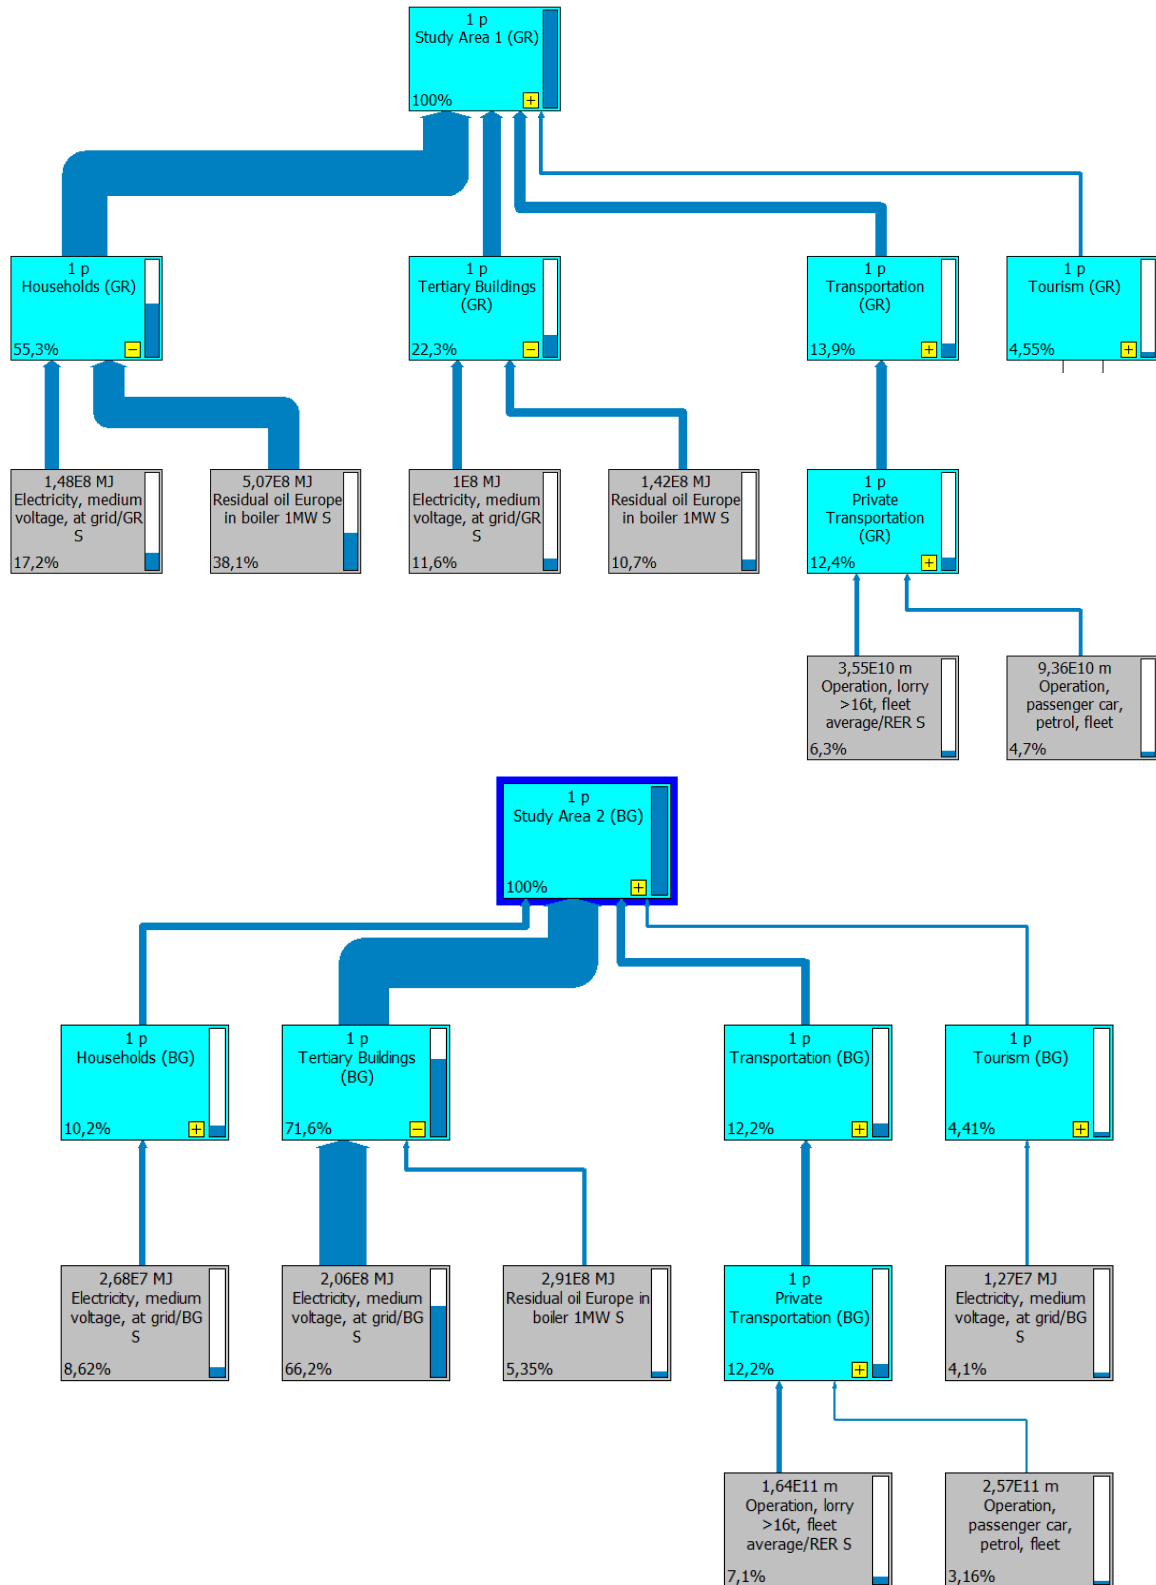 1 p
Study Area 1 (GR)
100%
+
1 p
Households (GR)
55,3%
−
1 p
Tertiary Buildings
(GR)
22,3%
−
1 p
Transportation
(GR)
13,9%
+
1 p
Tourism (GR)
4,55%
+
1,48E8 MJ
Electricity, medium
voltage, at grid/GR
S
17,2%
5,07E8 MJ
Residual oil Europe
in boiler 1MW S
38,1%
1E8 MJ
Electricity, medium
voltage, at grid/GR
S
11,6%
1,42E8 MJ
Residual oil Europe
in boiler 1MW S
10,7%
1 p
Private
Transportation
(GR)
12,4%
+
3,55E10 m
Operation, lorry
>16t, fleet
average/RER S
6,3%
9,36E10 m
Operation,
passenger car,
petrol, fleet
4,7%
1 p
Study Area 2 (BG)
100%
+
1 p
Households (BG)
10,2%
+
1 p
Tertiary Buildings
(BG)
71,6%
−
1 p
Transportation (BG)
12,2%
+
1 p
Tourism (BG)
4,41%
+
2,68E7 MJ
Electricity, medium
voltage, at grid/BG
S
8,62%
2,06E8 MJ
Electricity, medium
voltage, at grid/BG
S
66,2%
2,91E8 MJ
Residual oil Europe in
boiler 1MW S
5,35%
1 p
Private
Transportation (BG)
12,2%
+
1,27E7 MJ
Electricity, medium
voltage, at grid/BG
S
4,1%
1,64E11 m
Operation, lorry
>16t, fleet
average/RER S
7,1%
2,57E11 m
Operation,
passenger car,
petrol, fleet
3,16%